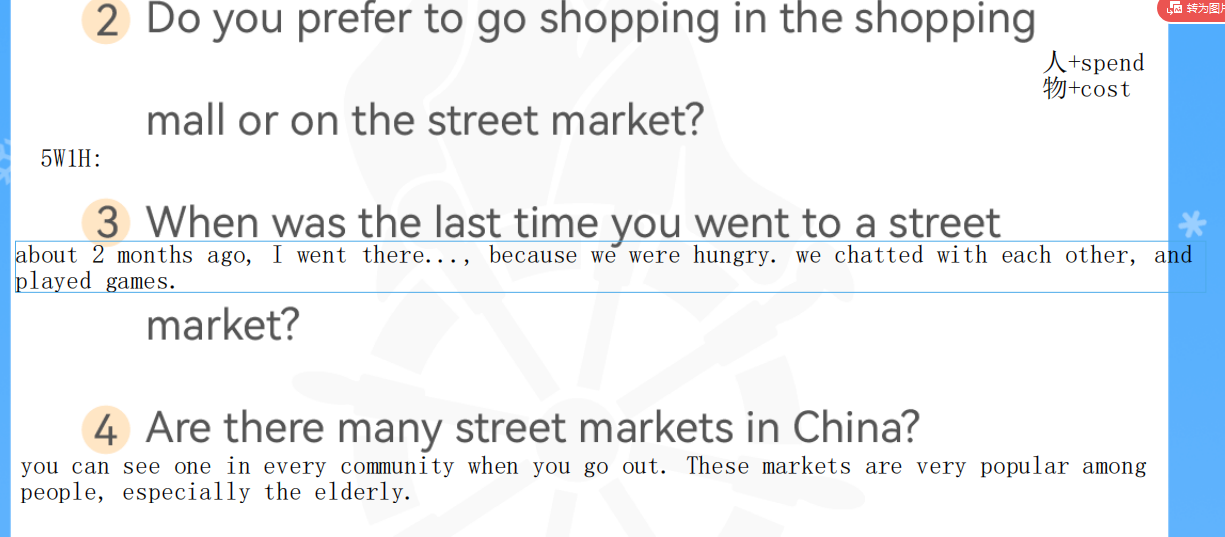 2 Do you prefer to go shopping in the shopping
转为图片
人+spend
物+cost
mall or on the street market?
5W1H:
3 When was the last time you went to a street
about 2 months ago, I went there..., because we were hungry. we chatted with each other, and
played games.
market?
4 Are there many street markets in China?
you can see one in every community when you go out. These markets are very popular among
people, especially the elderly.